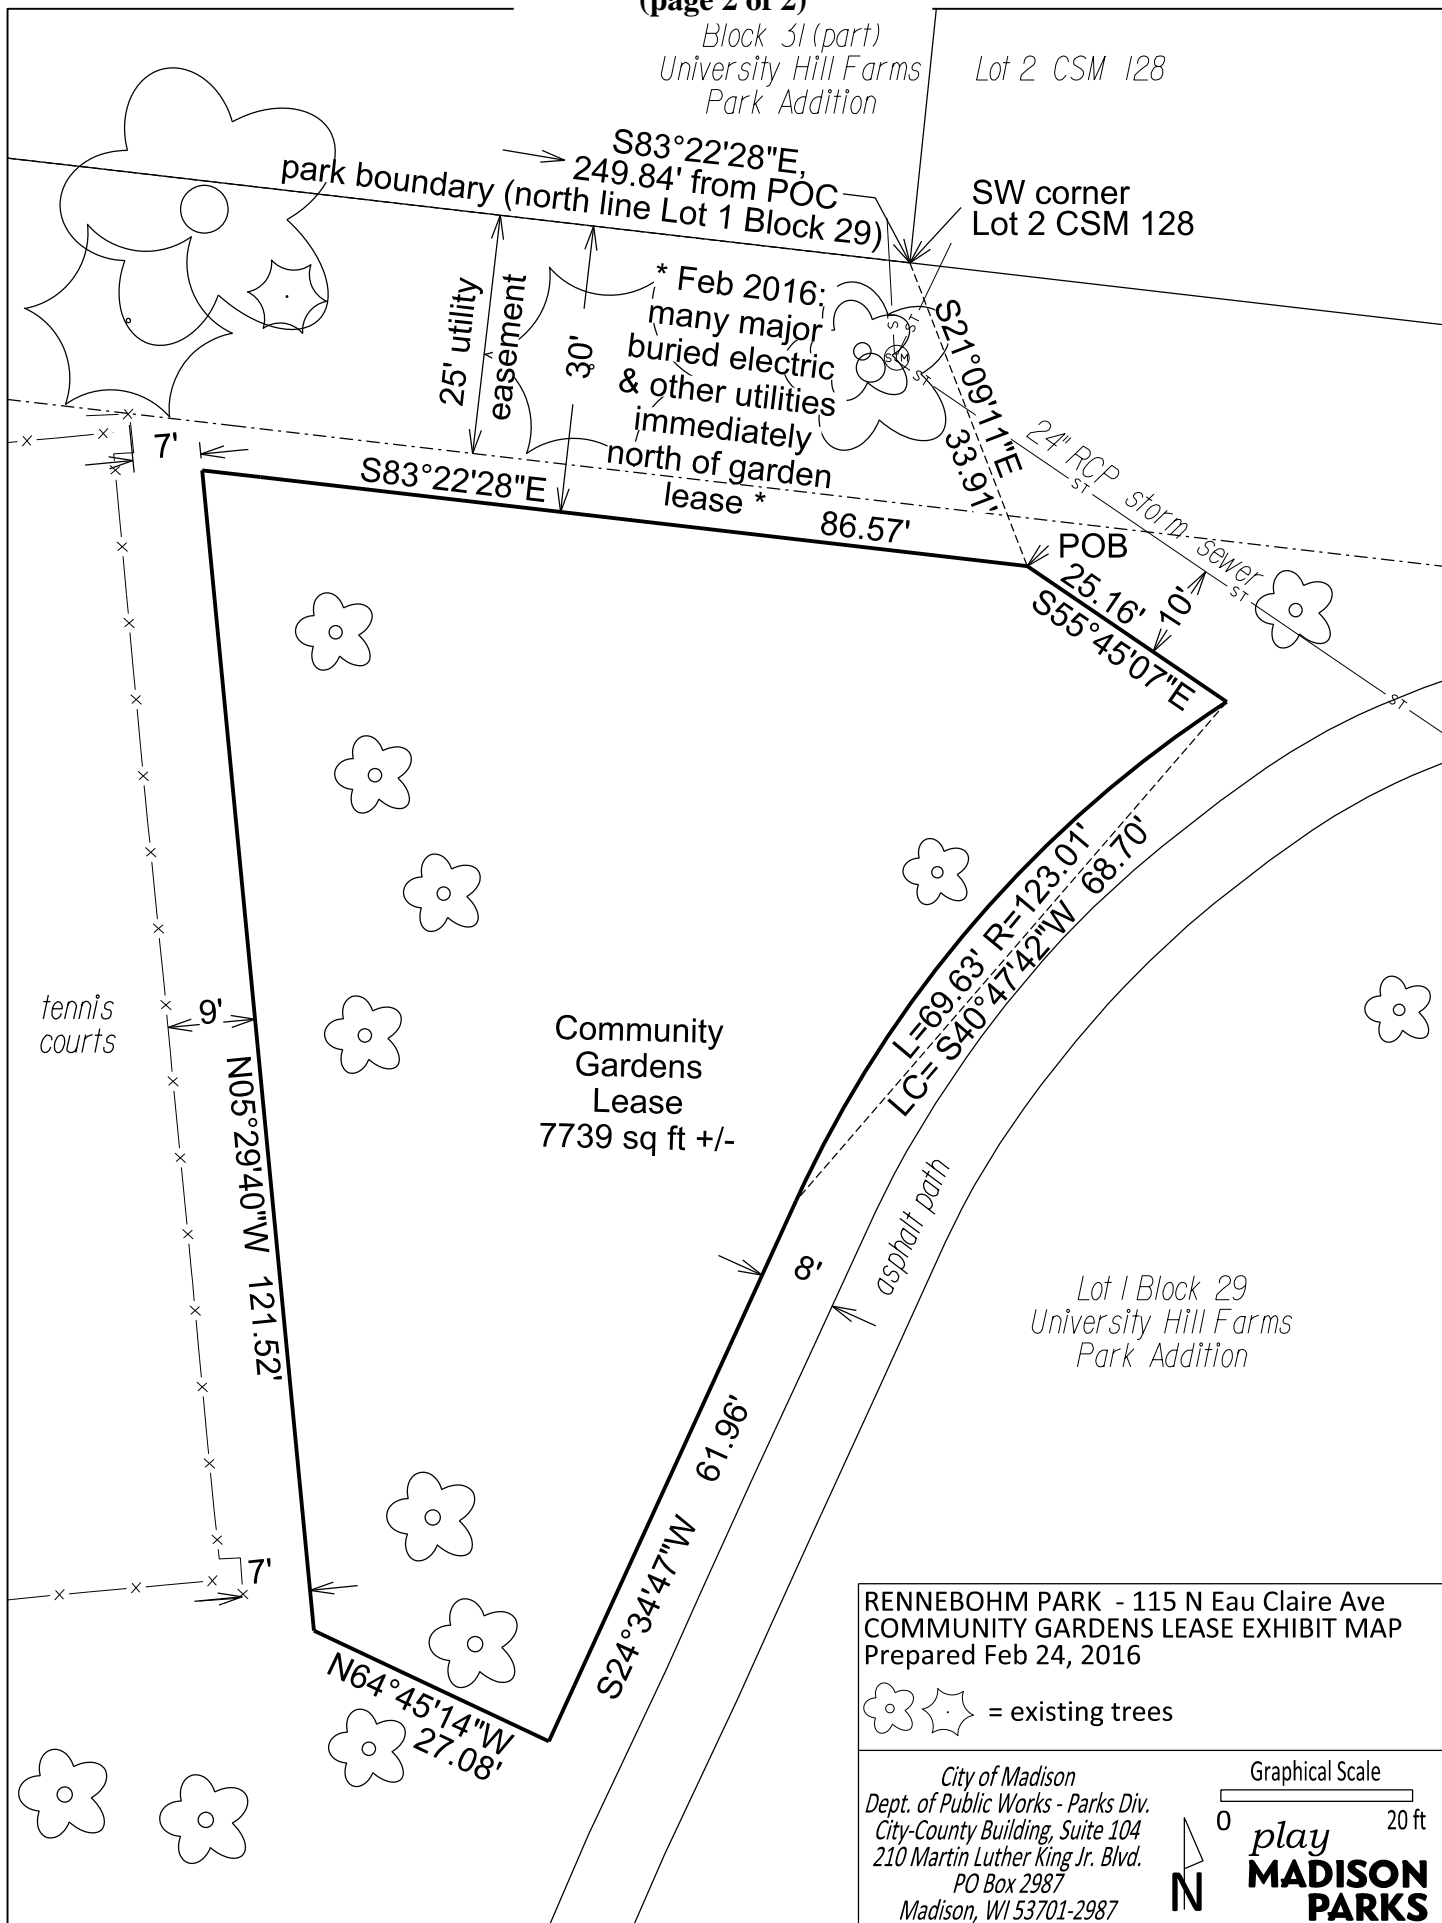 (page 2 of 2)
Block 31 (part)
University Hill Farms
Park Addition
Lot 2 CSM 128
S83°22'28"E,
249.84' from POC
park boundary (north line Lot 1 Block 29)
SW corner
Lot 2 CSM 128
25' utility
easement
30'
* Feb 2016:
many major
buried electric
& other utilities
immediately
north of garden
lease *
S
ST
STM
ST
S21°09'11"E
33.91'
24" RCP storm sewer
ST
ST
ST
7'
S83°22'28"E
86.57'
POB
25.16'
S55°45'07"E
10'
L=69.63' R=123.01'
LC= S40°47'42"W 68.70'
tennis
courts
9'
N05°29'40"W 121.52'
Community
Gardens
Lease
7739 sq ft +/-
8'
asphalt path
Lot 1 Block 29
University Hill Farms
Park Addition
S24°34'47"W 61.96'
7'
N64°45'14"W
27.08'
RENNEBOHM PARK - 115 N Eau Claire Ave
COMMUNITY GARDENS LEASE EXHIBIT MAP
Prepared Feb 24, 2016
= existing trees
City of Madison
Dept. of Public Works - Parks Div.
City-County Building, Suite 104
210 Martin Luther King Jr. Blvd.
PO Box 2987
Madison, WI 53701-2987
Graphical Scale
0 20 ft
N
play
MADISON
PARKS